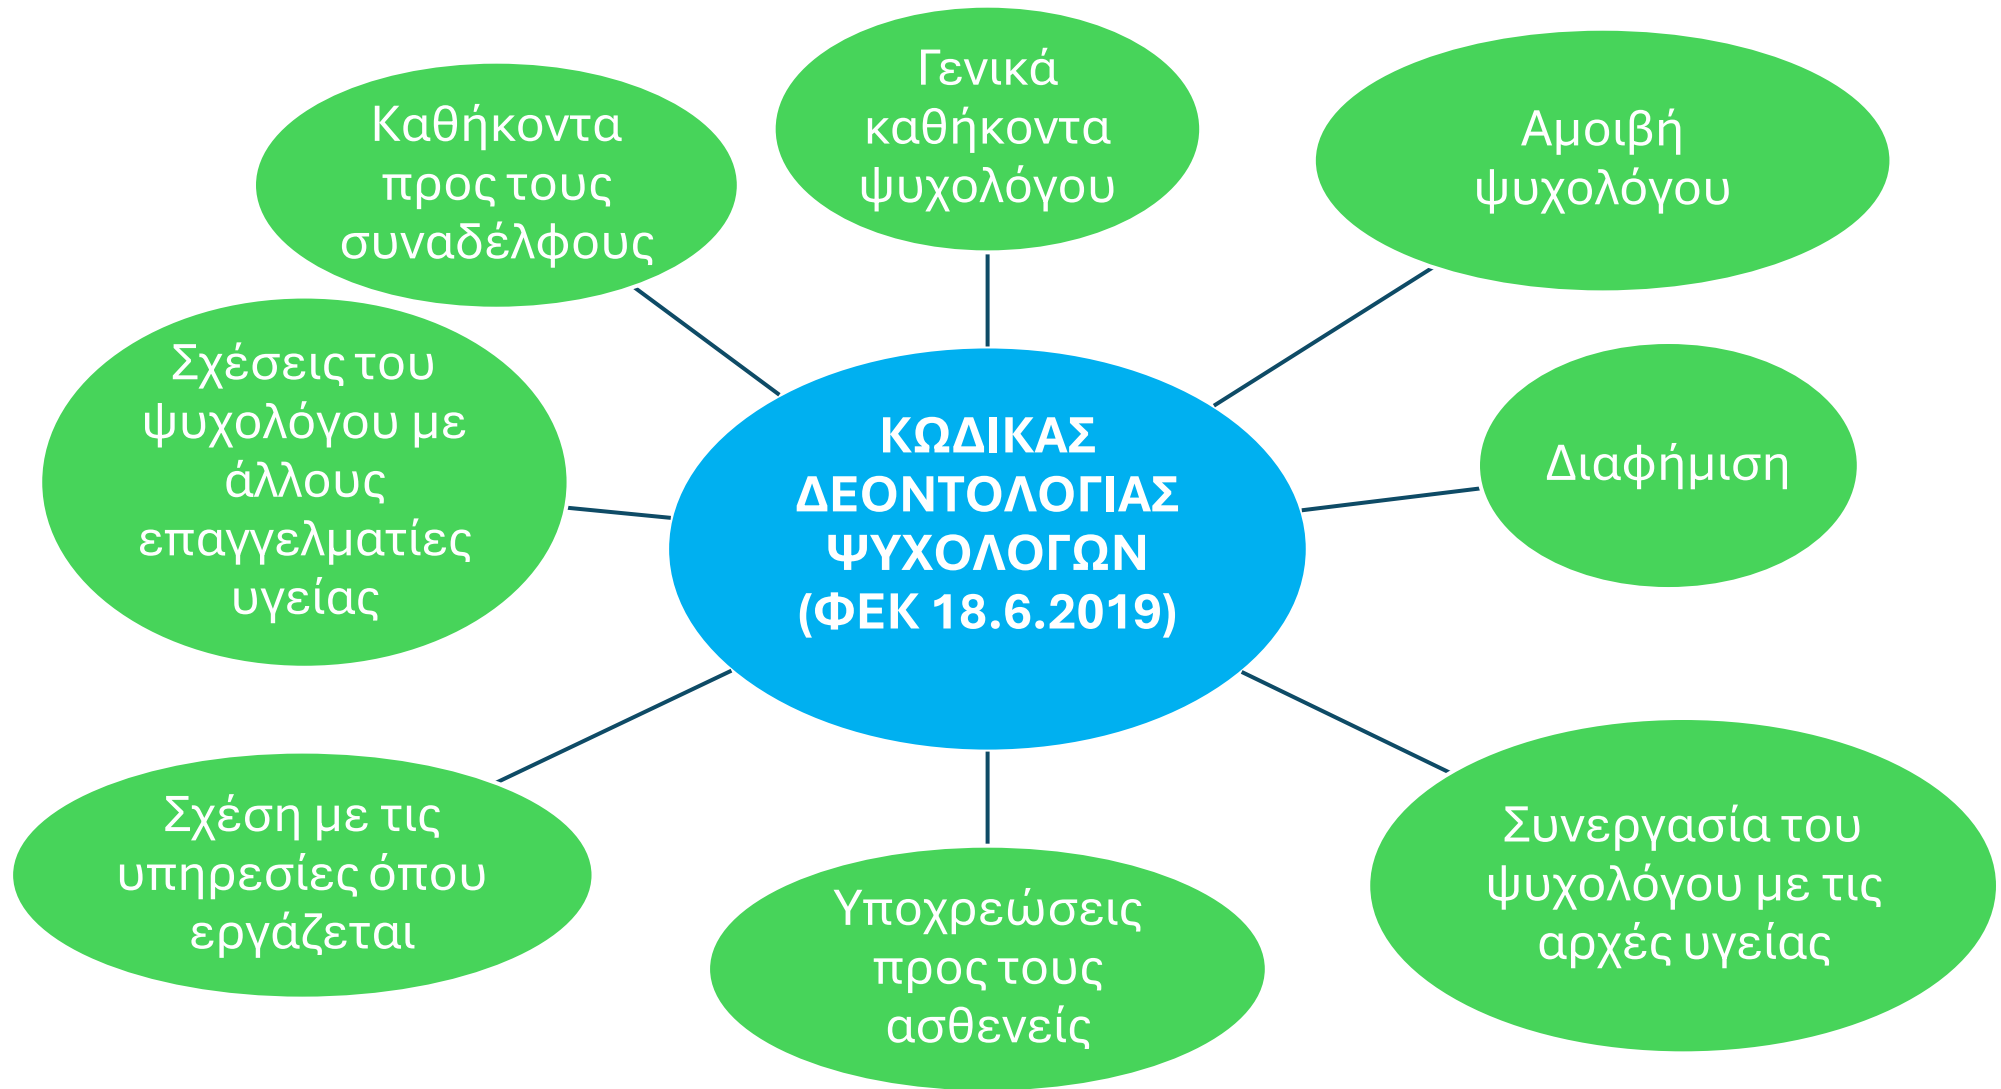 Γενικά
καθήκοντα
ψυχολόγου
Αμοιβή
ψυχολόγου
Διαφήμιση
Συνεργασία του
ψυχολόγου με τις
αρχές υγείας
Υποχρεώσεις
προς τους
ασθενείς
Σχέση με τις
υπηρεσίες όπου
εργάζεται
Σχέσεις του
ψυχολόγου με
άλλους
επαγγελματίες
υγείας
Καθήκοντα
προς τους
συναδέλφους
ΚΩΔΙΚΑΣ
ΔΕΟΝΤΟΛΟΓΙΑΣ
ΨΥΧΟΛΟΓΩΝ
(ΦΕΚ 18.6.2019)